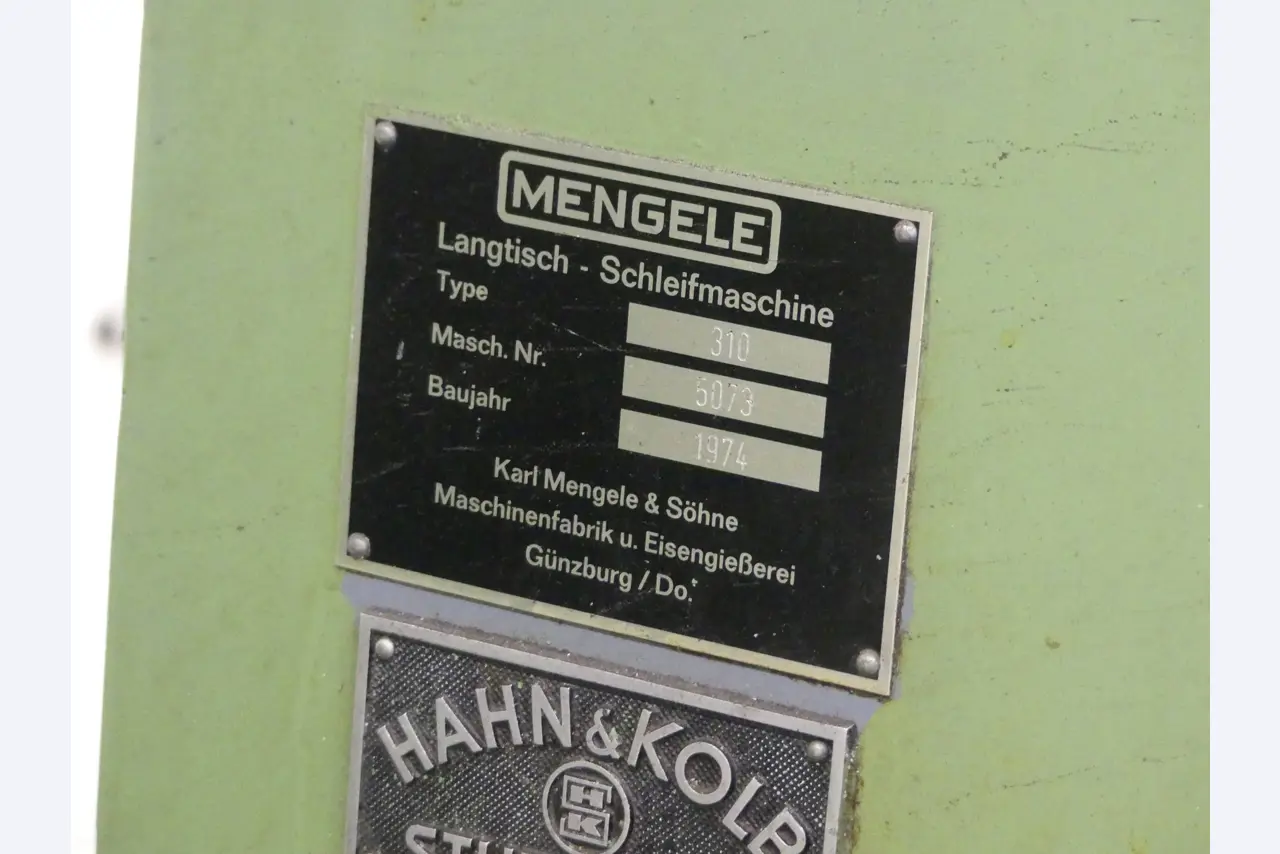 MENGELE
Langtisch - Schleifmaschine
Type 310
Masch. Nr. 5073
Baujahr 1974
Karl Mengele & Söhne
Maschinenfabrik u. Eisengießerei
Günzburg / Do.
HAHN & KOLB
HK